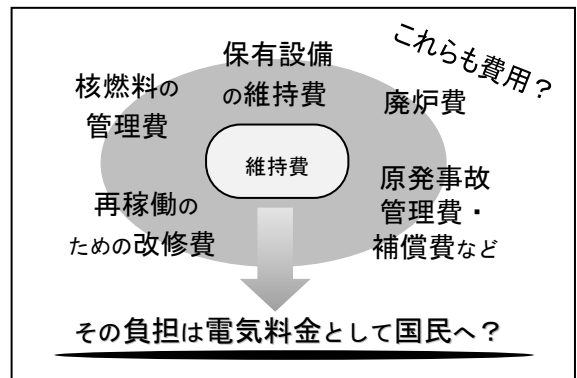 これらも費用？
保有設備
の維持費
核燃料の
管理費
廃炉費
維持費
再稼働の
ための改修費
原発事故
管理費・
補償費など
その負担は電気料金として国民へ？